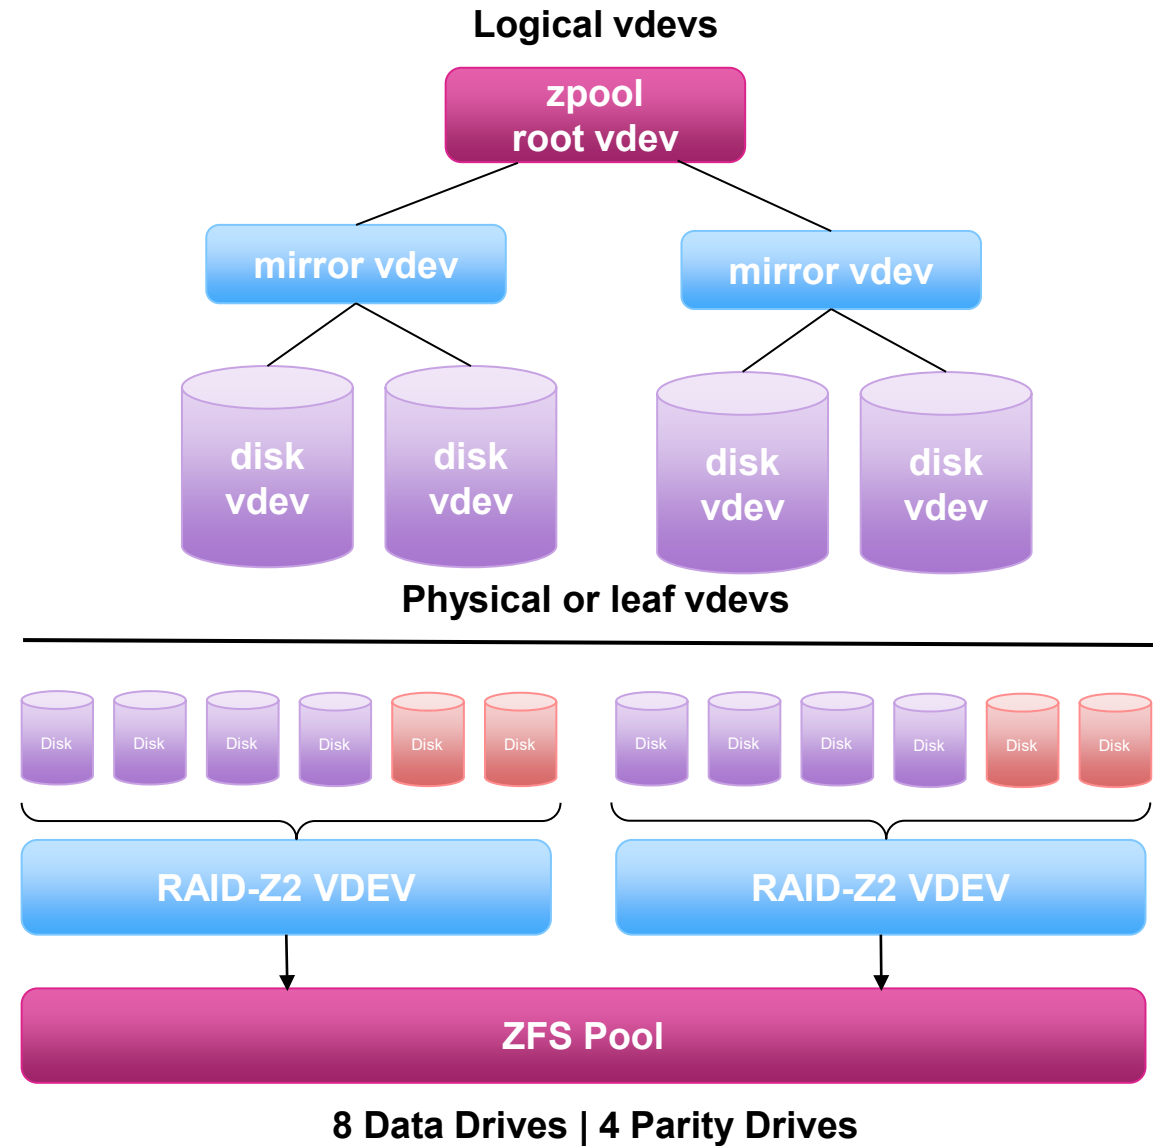 Logical vdevs
zpool
root vdev
mirror vdev
mirror vdev
disk
vdev
disk
vdev
disk
vdev
disk
vdev
Physical or leaf vdevs
Disk
Disk
Disk
Disk
Disk
Disk
Disk
Disk
Disk
Disk
Disk
Disk
RAID-Z2 VDEV
RAID-Z2 VDEV
ZFS Pool
8 Data Drives | 4 Parity Drives